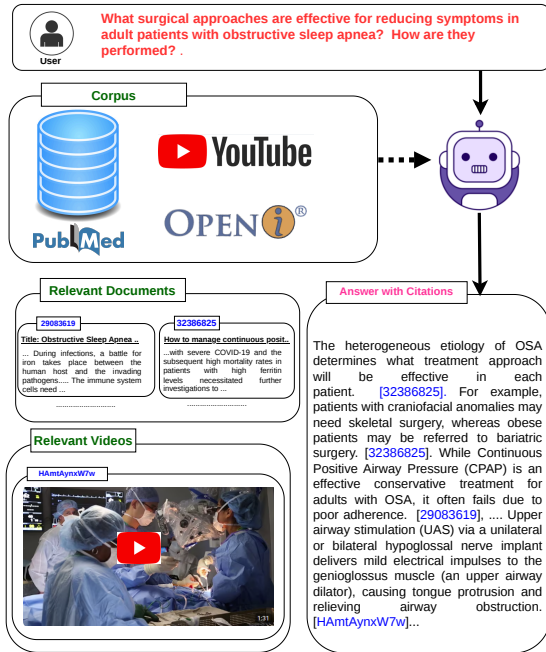 What surgical approaches are effective for reducing symptoms in
adult patients with obstructive sleep apnea? How are they
performed? .
User
Corpus
YouTube
PubMed
OPEN i ®
Relevant Documents
29083619
Title: Obstructive Sleep Apnea ..
... During infections, a battle for
iron takes place between the
human host and the invading
pathogens..... The immune system
cells need ...
32386825
How to manage continuous posit..
...with severe COVID-19 and the
subsequent high mortality rates in
patients with high ferritin
levels necessitated further
investigations to ...
Relevant Videos
HAmtAynxW7w
1:31
Answer with Citations
The heterogeneous etiology of OSA
determines what treatment approach
will be effective in each
patient. [32386825]. For example,
patients with craniofacial anomalies may
need skeletal surgery, whereas obese
patients may be referred to bariatric
surgery. [32386825]. While Continuous
Positive Airway Pressure (CPAP) is an
effective conservative treatment for
adults with OSA, it often fails due to
poor adherence. [29083619], .... Upper
airway stimulation (UAS) via a unilateral
or bilateral hypoglossal nerve implant
delivers mild electrical impulses to the
genioglossus muscle (an upper airway
dilator), causing tongue protrusion and
relieving airway obstruction.
[HAmtAynxW7w]...